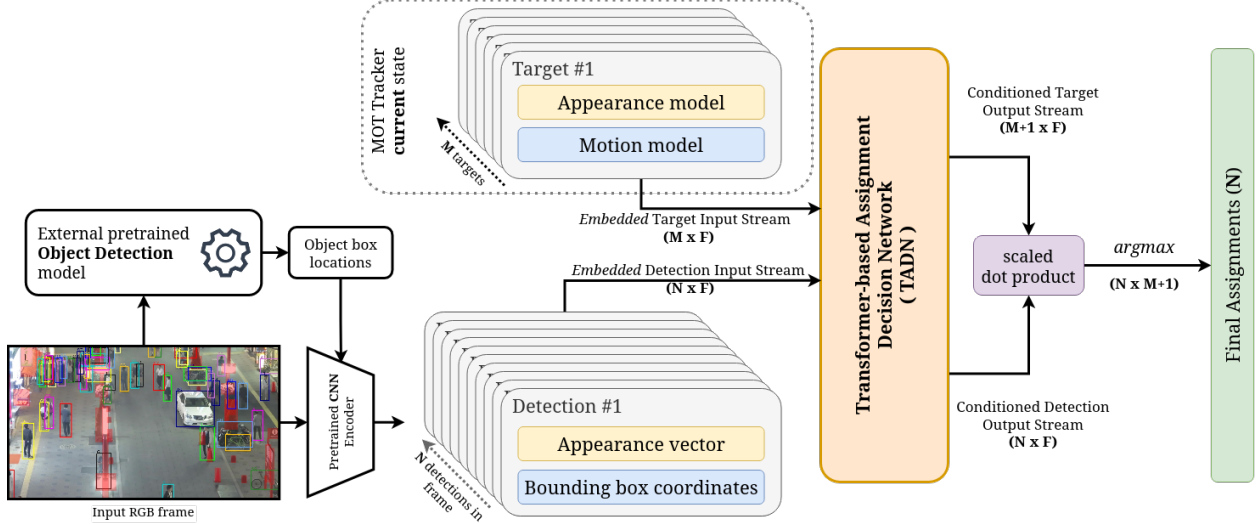 MOT Tracker
current state
Target #1
Appearance model
Motion model
M targets
Embedded Target Input Stream
(M x F)
External pretrained
Object Detection
model
Object box
locations
Embedded Detection Input Stream
(N x F)
Input RGB frame
Pretrained CNN
Encoder
Detection #1
Appearance vector
Bounding box coordinates
N detections in
frame
Transformer-based Assignment
Decision Network
( TADN )
Conditioned Target
Output Stream
(M+1 x F)
scaled
dot product
Conditioned Detection
Output Stream
(N x F)
argmax
(N x M+1)
Final Assignments (N)